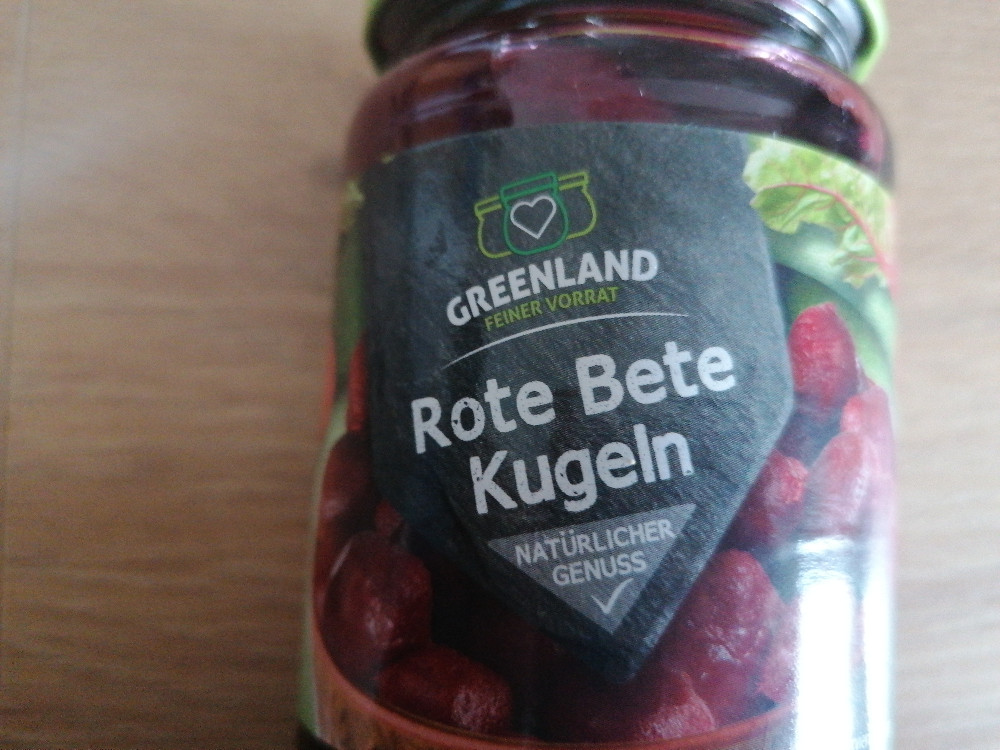 GREENLAND
FEINER VORRAT
Rote Bete
Kugeln
NATÜRLICHER
GENUSS